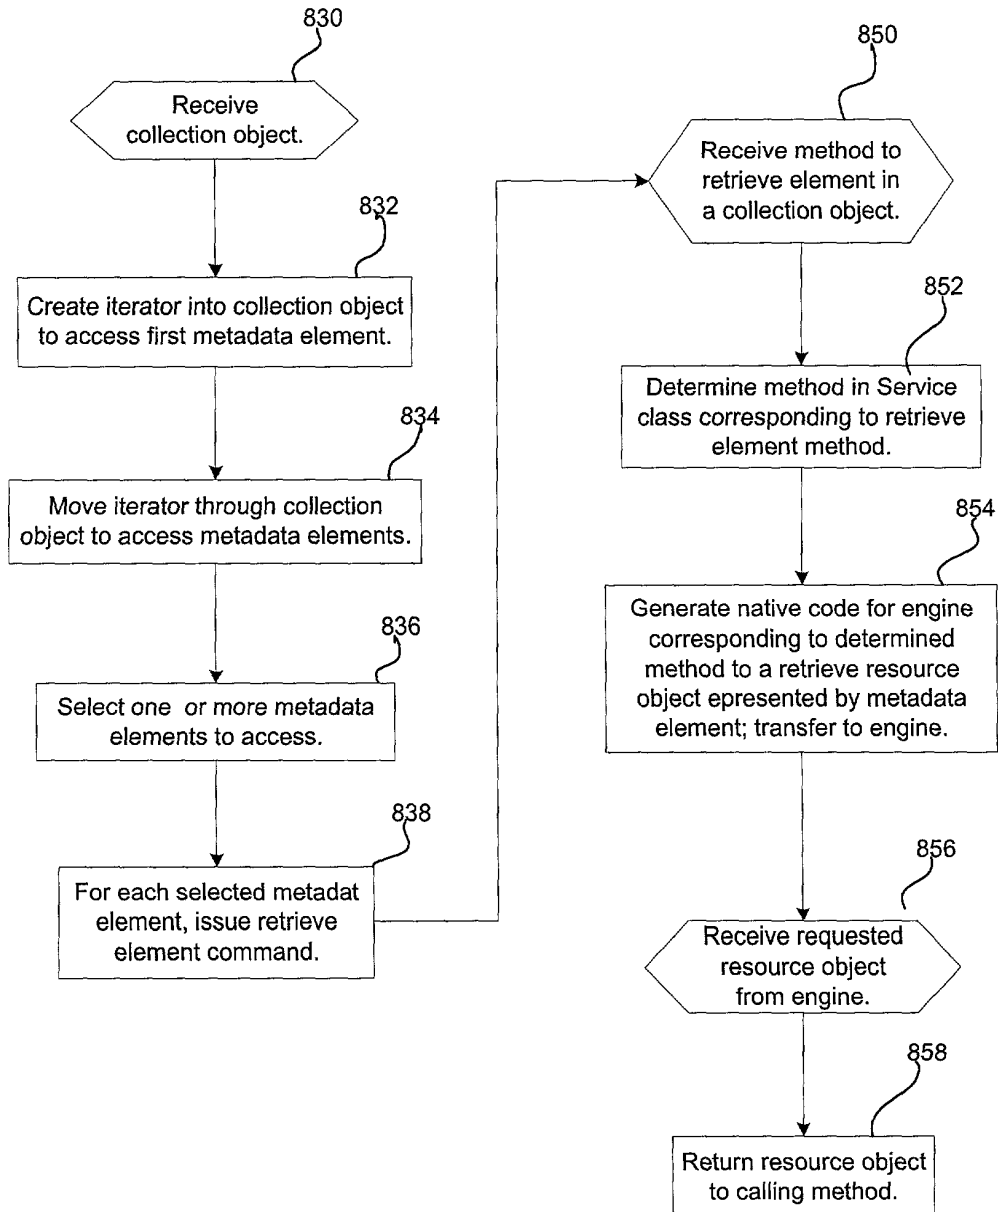 830
Receive
collection object.
832
Create iterator into collection object
to access first metadata element.
834
Move iterator through collection
object to access metadata elements.
836
Select one or more metadata
elements to access.
838
For each selected metadat
element, issue retrieve
element command.
850
Receive method to
retrieve element in
a collection object.
852
Determine method in Service
class corresponding to retrieve
element method.
854
Generate native code for engine
corresponding to determined
method to a retrieve resource
object epresented by metadata
element; transfer to engine.
856
Receive requested
resource object
from engine.
858
Return resource object
to calling method.